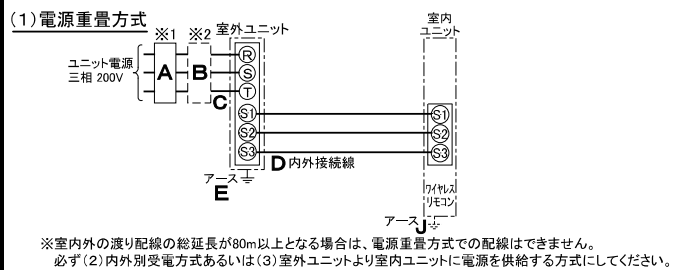 (1)電源重畳方式
※1 ※2 室外ユニット
室内
ユニット
ユニット電源
三相 200V
A B
R
S
T
C
S1 S1
S2 S2
S3 S3
D 内外接続線
アース
E
ワイヤレス
リモコン
アース J
※室内外の渡り配線の総延長が80m以上となる場合は、電源重畳方式での配線はできません。
必ず(2)内外別受電方式あるいは(3)室外ユニットより室内ユニットに電源を供給する方式にしてください。